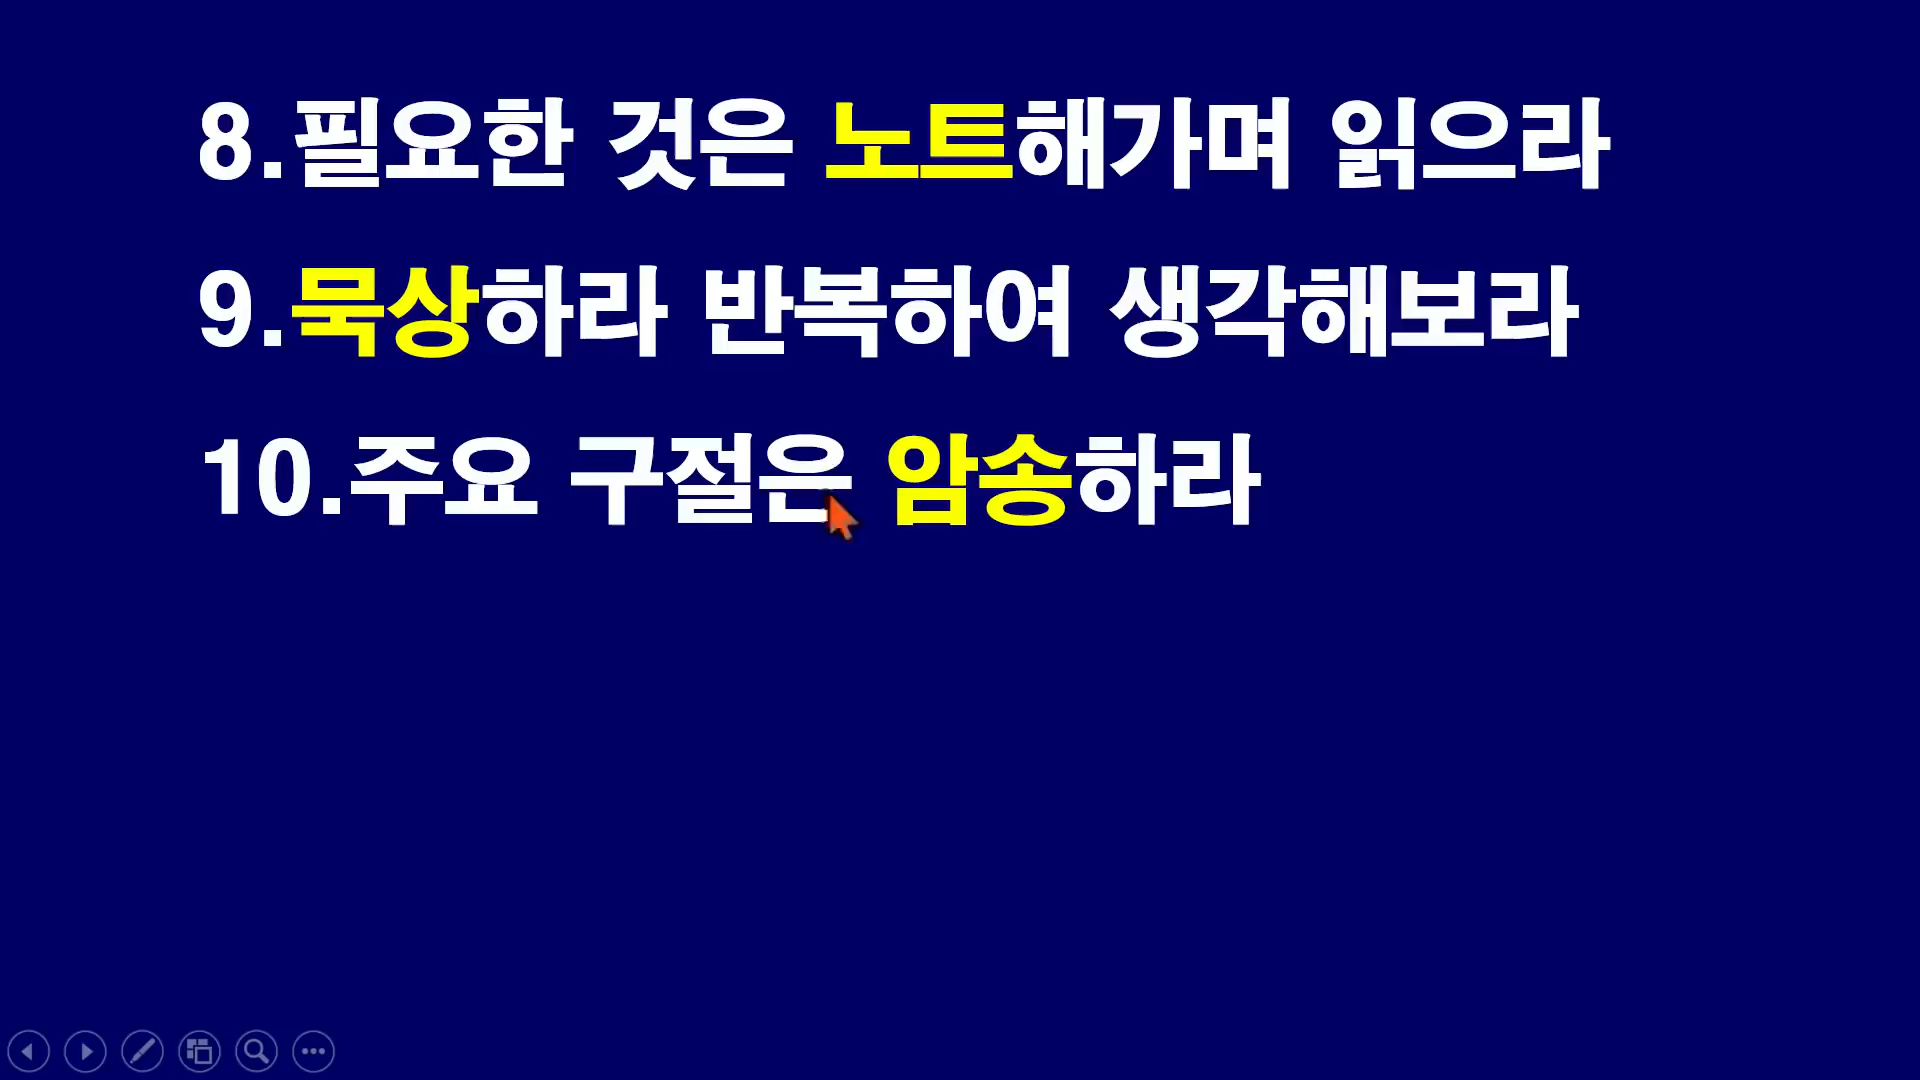 8.필요한 것은 노트해가며 읽으라
9.묵상하라 반복하여 생각해보라
10.주요 구절은 암송하라